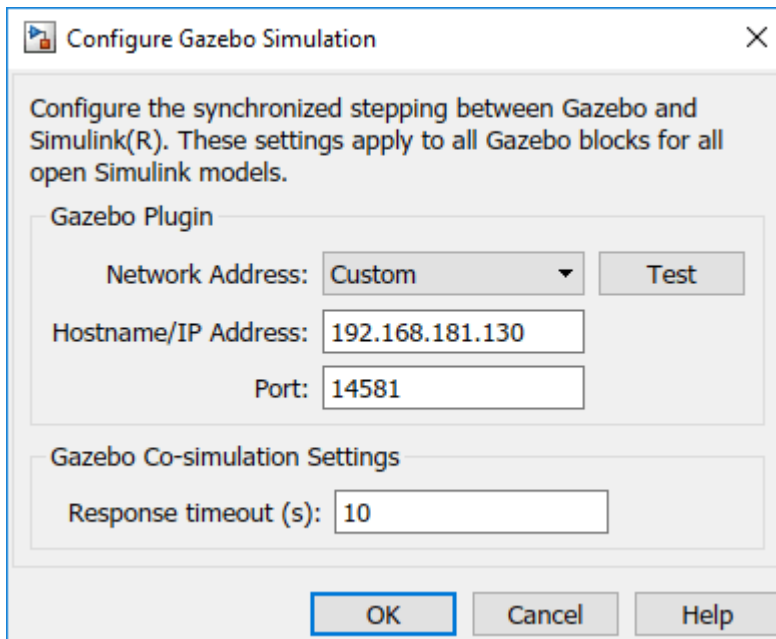 Configure Gazebo Simulation
Configure the synchronized stepping between Gazebo and
Simulink(R). These settings apply to all Gazebo blocks for all
open Simulink models.
Gazebo Plugin
Network Address: Custom Test
Hostname/IP Address: 192.168.181.130
Port: 14581
Gazebo Co-simulation Settings
Response timeout (s): 10
OK Cancel Help